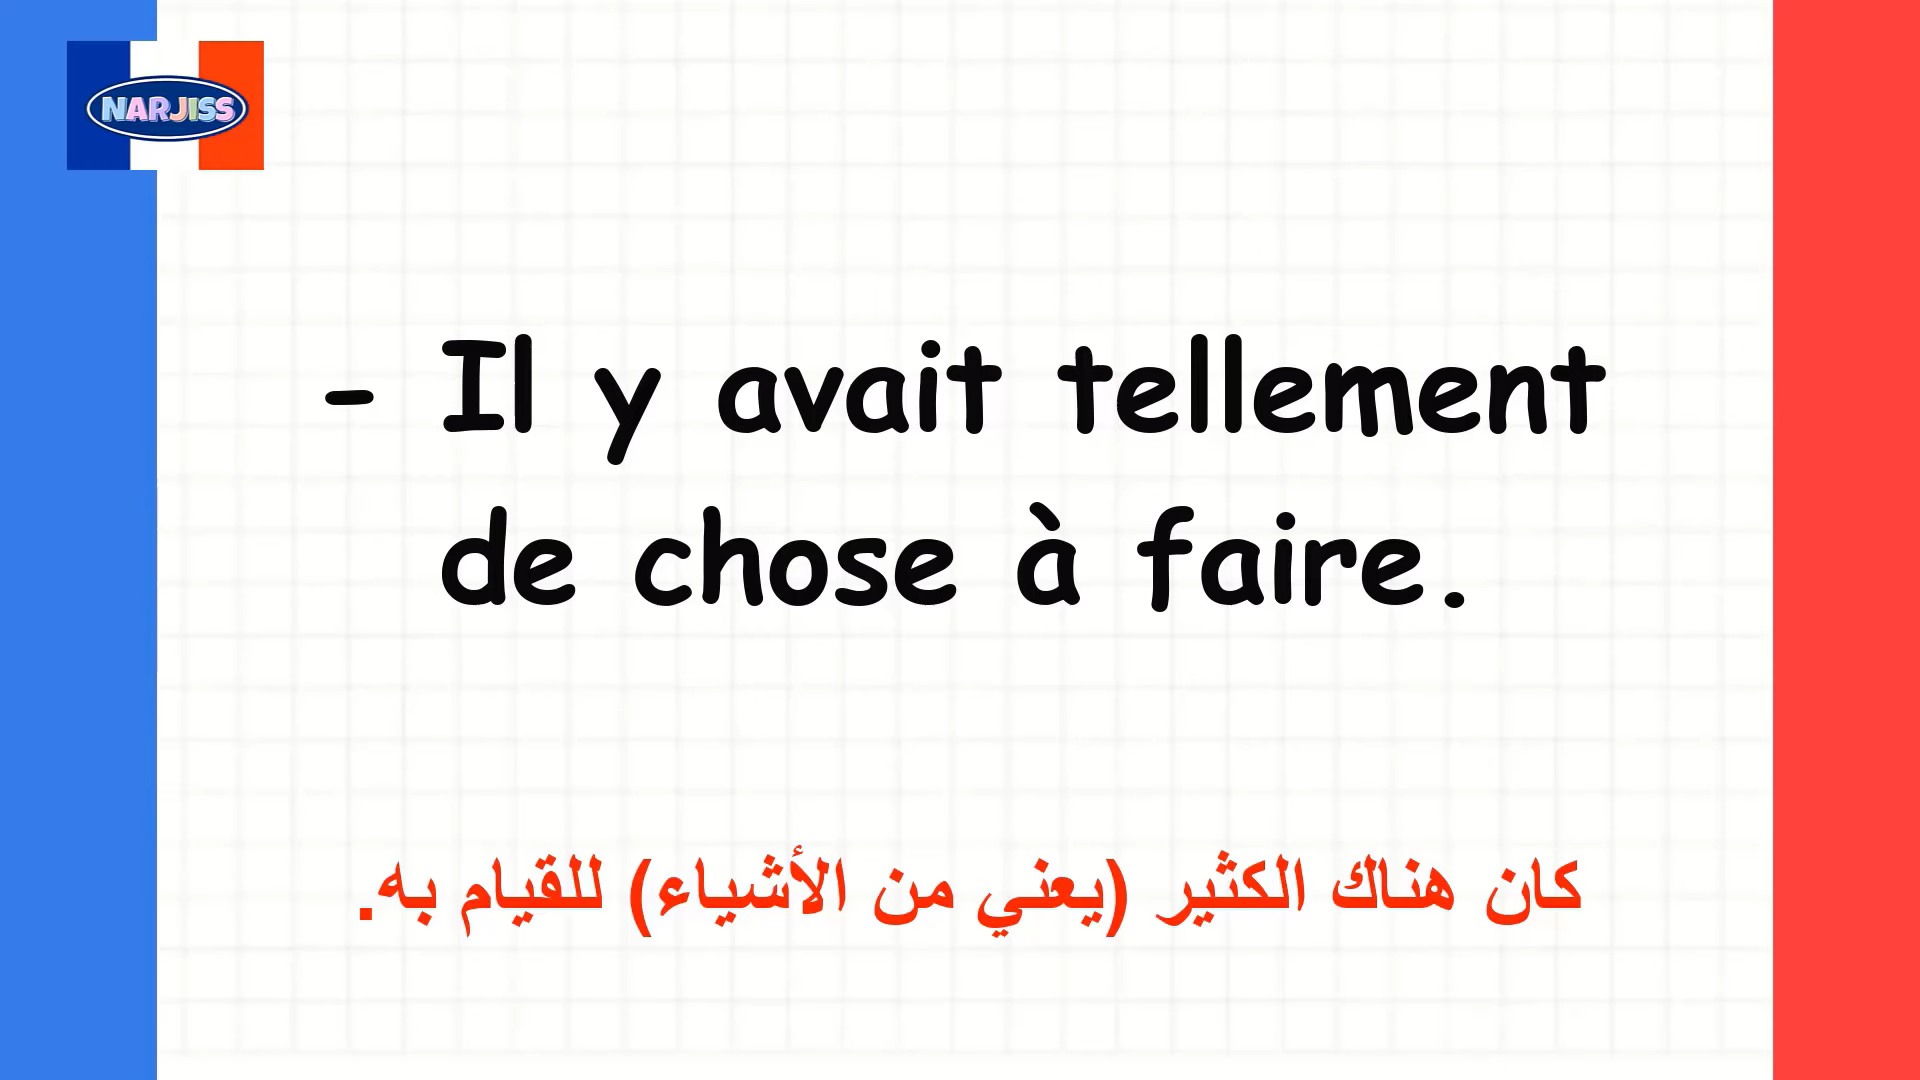 NARJISS
- Il y avait tellement
de chose à faire.
كان هناك الكثير (يعني من الأشياء) للقيام به.